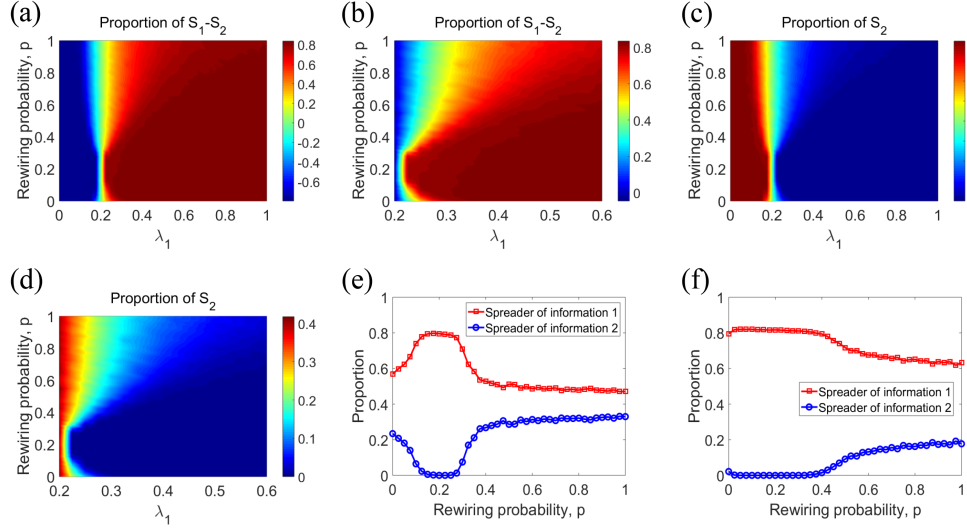 (a)
Proportion of S₁-S₂
Rewiring probability, p
1
0.8
0.6
0.4
0.2
0
0 0.2 0.4 0.6 0.8 1
λ₁
0.8
0.6
0.4
0.2
0
-0.2
-0.4
-0.6
(b)
Proportion of S₁-S₂
Rewiring probability, p
1
0.8
0.6
0.4
0.2
0
0.2 0.3 0.4 0.5 0.6
λ₁
0.8
0.6
0.4
0.2
0
(c)
Proportion of S₂
Rewiring probability, p
1
0.8
0.6
0.4
0.2
0
0 0.2 0.4 0.6 0.8 1
λ₁
(d)
Proportion of S₂
Rewiring probability, p
1
0.8
0.6
0.4
0.2
0
0.2 0.3 0.4 0.5 0.6
λ₁
0.4
0.3
0.2
0.1
0
(e)
Proportion
1
0.8
0.6
0.4
0.2
0
Spreader of information 1
Spreader of information 2
0 0.2 0.4 0.6 0.8 1
Rewiring probability, p
(f)
Proportion
1
0.8
0.6
0.4
0.2
0
Spreader of information 1
Spreader of information 2
0 0.2 0.4 0.6 0.8 1
Rewiring probability, p